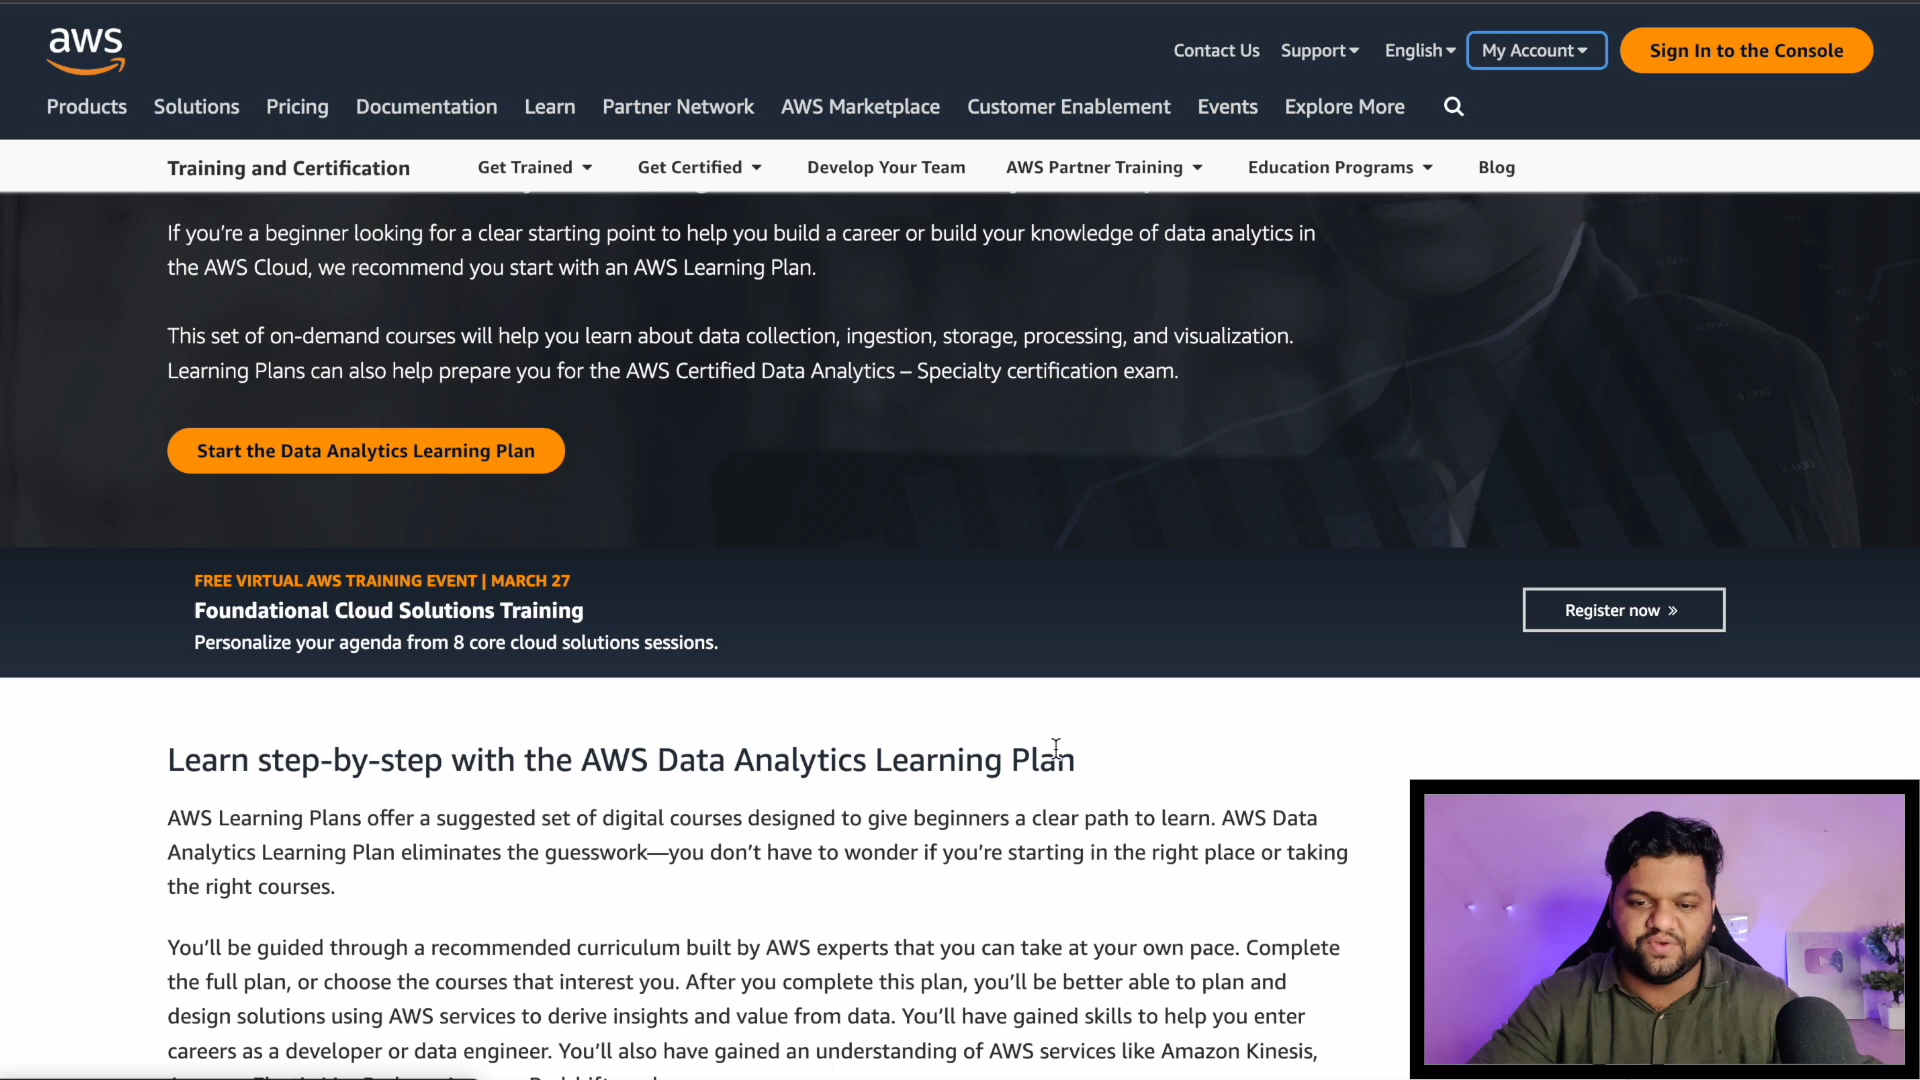 aws
Contact Us Support English My Account Sign In to the Console
Products Solutions Pricing Documentation Learn Partner Network AWS Marketplace Customer Enablement Events Explore More
Training and Certification Get Trained Get Certified Develop Your Team AWS Partner Training Education Programs Blog
If you're a beginner looking for a clear starting point to help you build a career or build your knowledge of data analytics in
the AWS Cloud, we recommend you start with an AWS Learning Plan.
This set of on-demand courses will help you learn about data collection, ingestion, storage, processing, and visualization.
Learning Plans can also help prepare you for the AWS Certified Data Analytics – Specialty certification exam.
Start the Data Analytics Learning Plan
FREE VIRTUAL AWS TRAINING EVENT | MARCH 27
Foundational Cloud Solutions Training
Personalize your agenda from 8 core cloud solutions sessions.
Register now »
Learn step-by-step with the AWS Data Analytics Learning Plan
AWS Learning Plans offer a suggested set of digital courses designed to give beginners a clear path to learn. AWS Data
Analytics Learning Plan eliminates the guesswork—you don't have to wonder if you're starting in the right place or taking
the right courses.
You'll be guided through a recommended curriculum built by AWS experts that you can take at your own pace. Complete
the full plan, or choose the courses that interest you. After you complete this plan, you'll be better able to plan and
design solutions using AWS services to derive insights and value from data. You'll have gained skills to help you enter
careers as a developer or data engineer. You'll also have gained an understanding of AWS services like Amazon Kinesis,